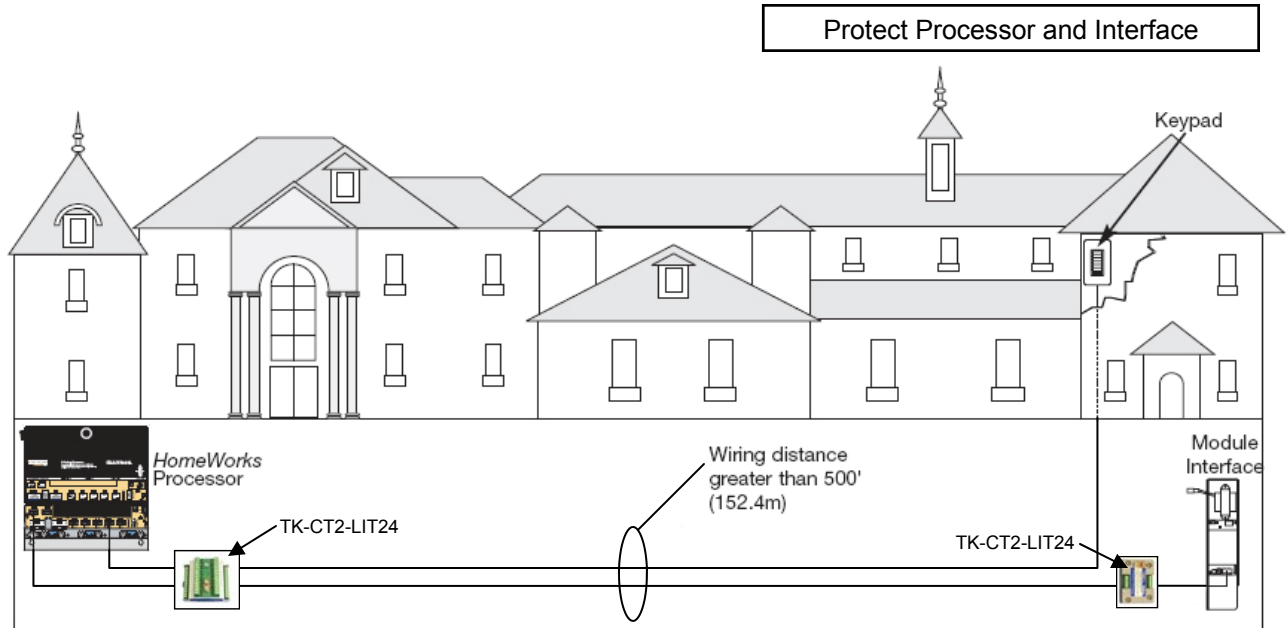 Protect Processor and Interface
Keypad
HomeWorks
Processor
TK-CT2-LIT24
Wiring distance
greater than 500'
(152.4m)
TK-CT2-LIT24
Module
Interface